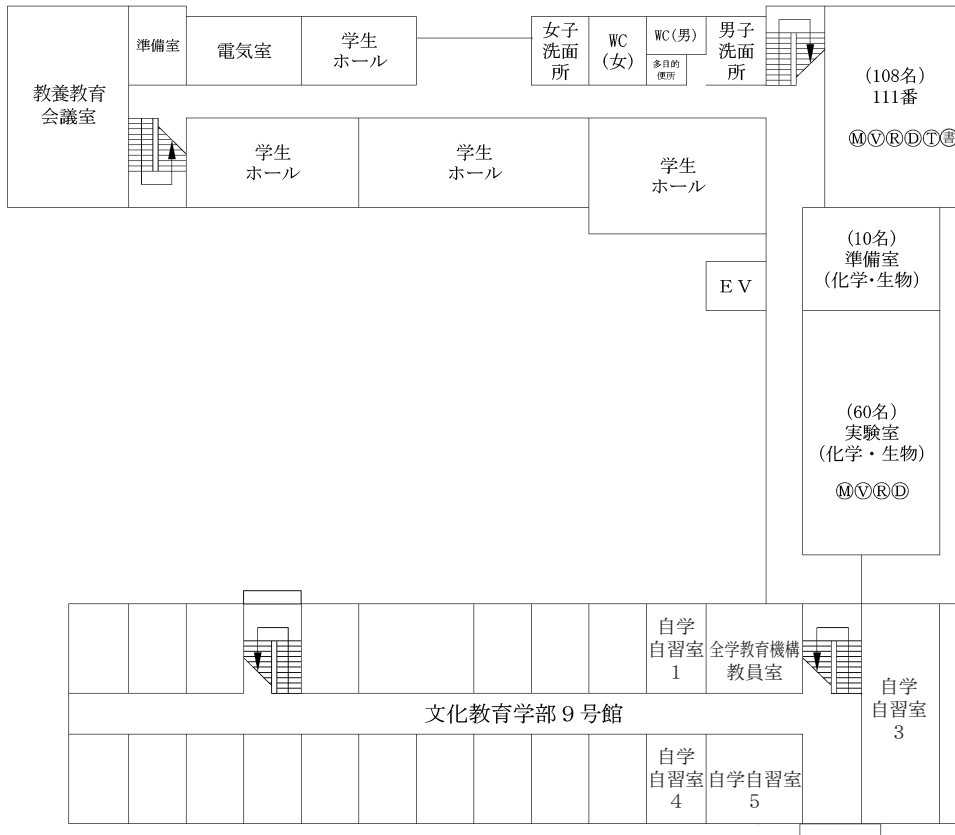 準備室
電気室
学生
ホール
女子
洗面
所
WC
(女)
WC(男)
多目的
便所
男子
洗面
所
(108名)
111番
ⓂⓋⓇⒹⓉ㊢
教養教育
会議室
学生
ホール
学生
ホール
学生
ホール
(10名)
準備室
(化学・生物)
EV
(60名)
実験室
(化学・生物)
ⓂⓋⓇⒹ
自学
自習室
1
全学教育機構
教員室
自学
自習室
3
文化教育学部9号館
自学
自習室
4
自学自習室
5